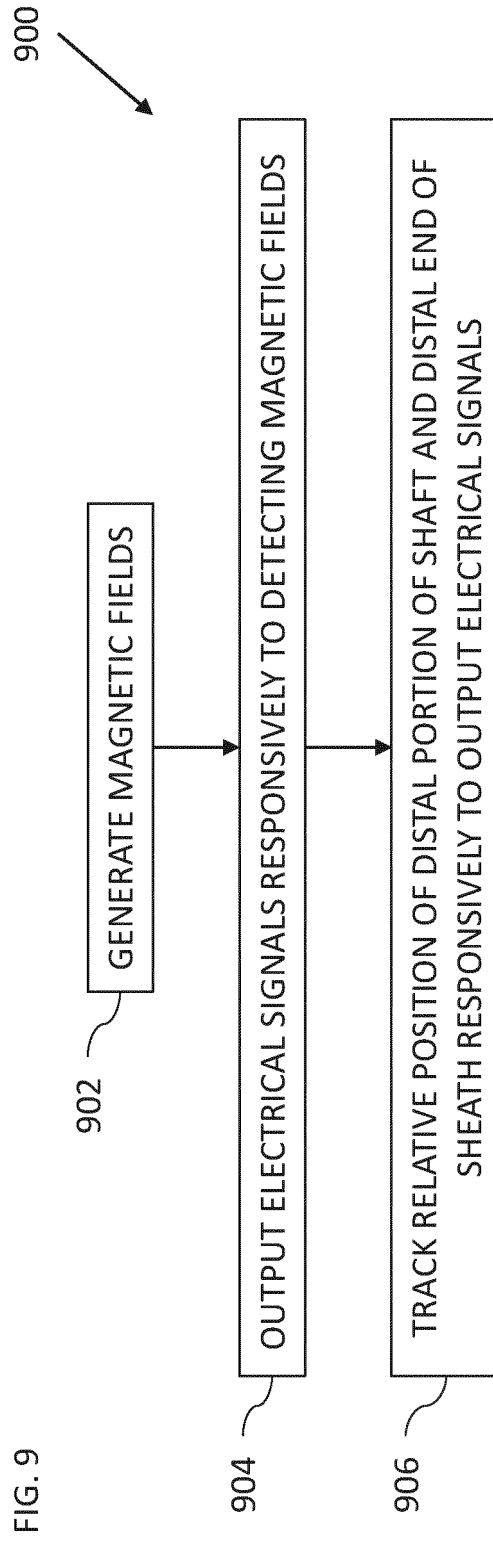 FIG. 9
900
902
GENERATE MAGNETIC FIELDS
904
OUTPUT ELECTRICAL SIGNALS RESPONSIVELY TO DETECTING MAGNETIC FIELDS
906
TRACK RELATIVE POSITION OF DISTAL PORTION OF SHAFT AND DISTAL END OF
SHEATH RESPONSIVELY TO OUTPUT ELECTRICAL SIGNALS